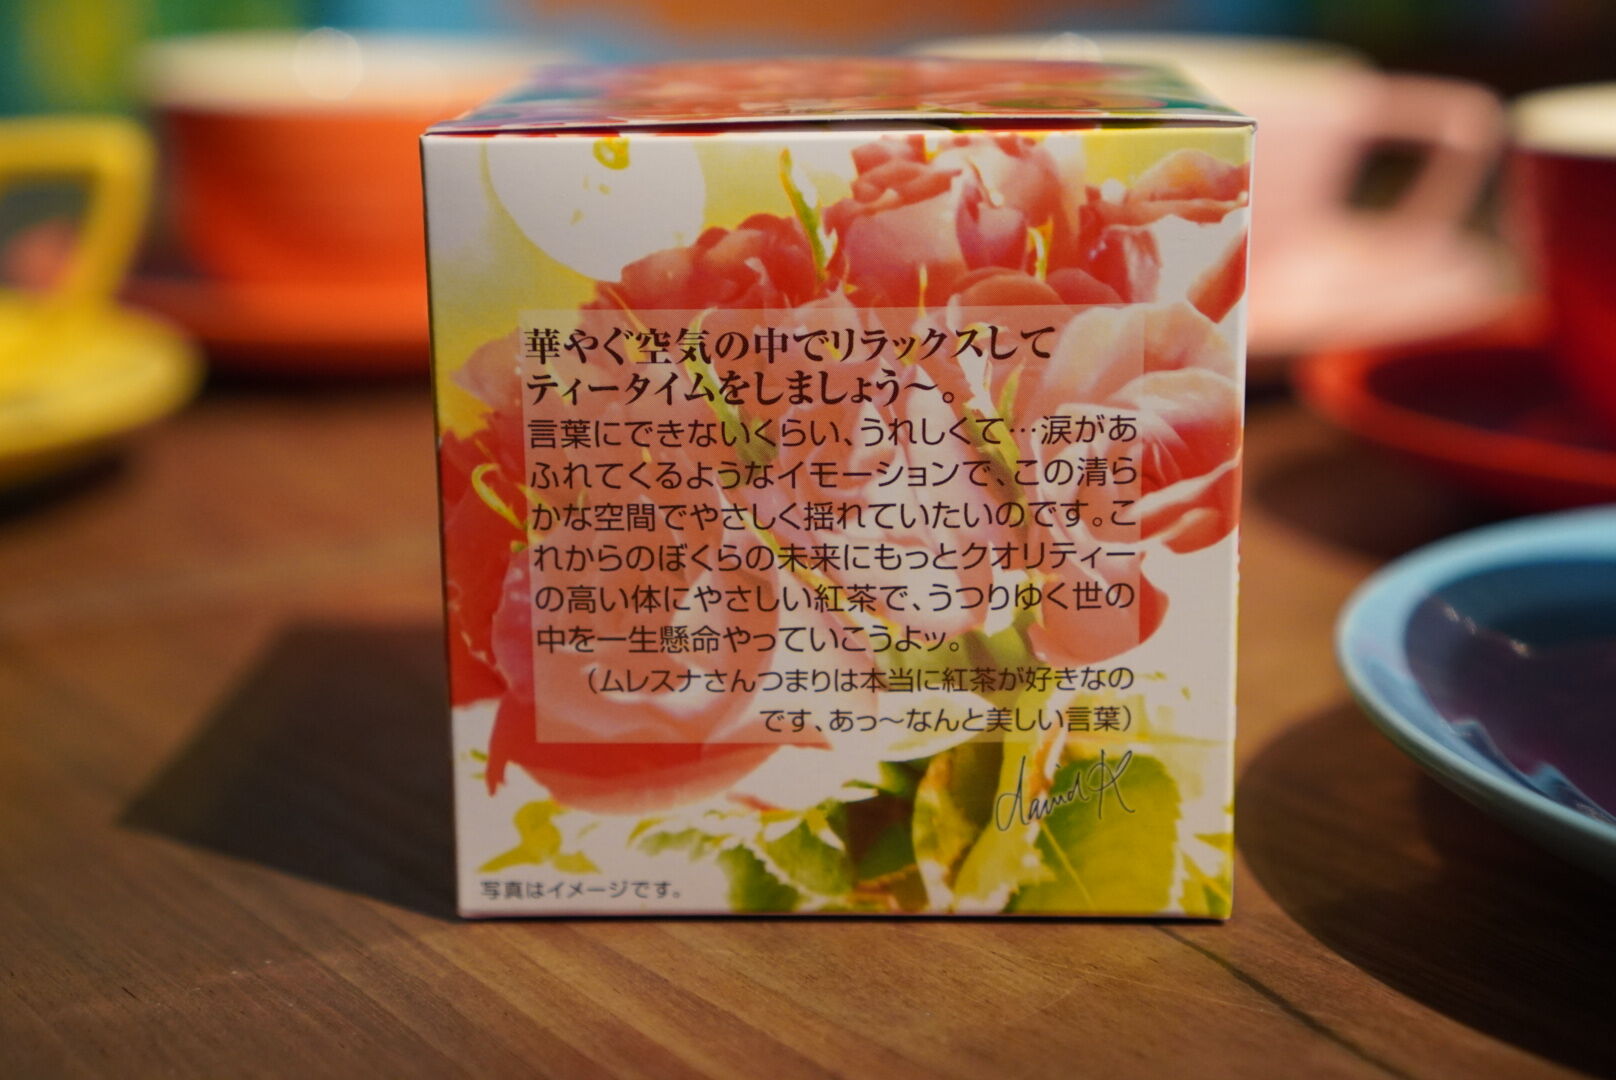 華やぐ空気の中でリラックスして
ティータイムをしましょう〜。
言葉にできないくらい、うれしくて…涙があ
ふれてくるようなイモーションで、この清ら
かな空間でやさしく揺れていたいのです。こ
れからのぼくらの未来にもっとクオリティー
の高い体にやさしい紅茶で、うつりゆく世の
中を一生懸命やっていこうよッ。
（ムレスナさんつまりは本当に紅茶が好きなの
です、あっ〜なんと美しい言葉）
david K
写真はイメージです。